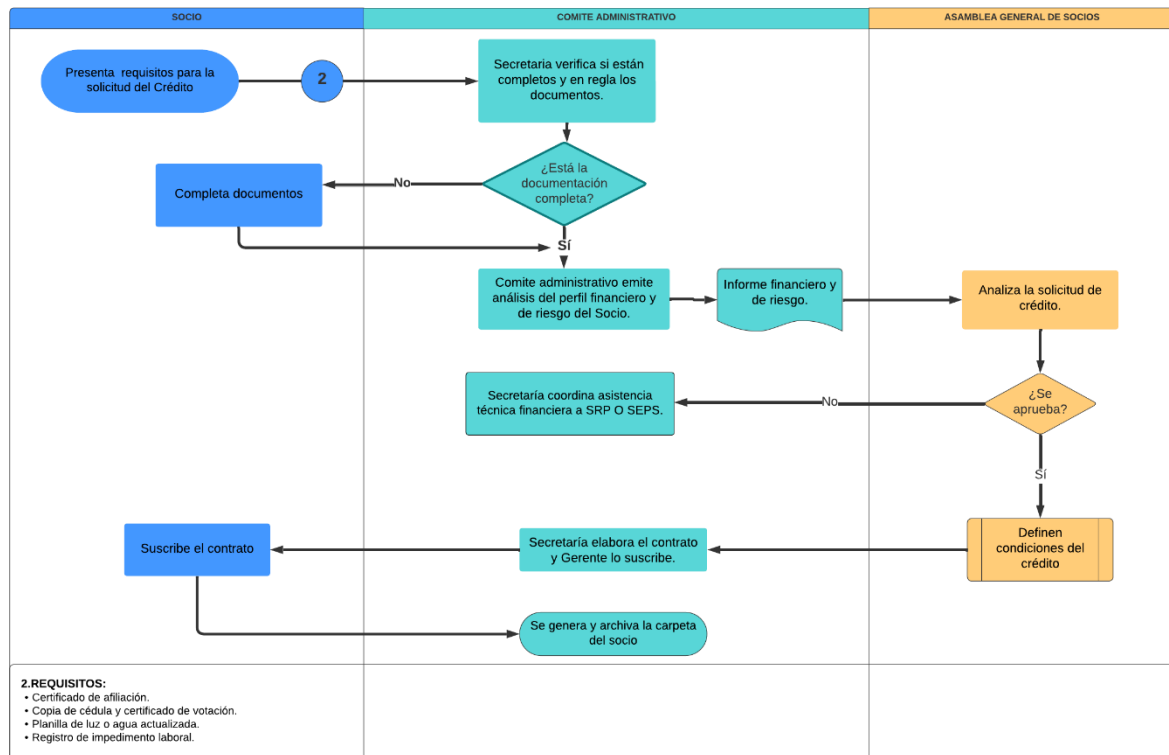 SOCIO
COMITE ADMINISTRATIVO
ASAMBLEA GENERAL DE SOCIOS
Presenta requisitos para la
solicitud del Crédito
2
Secretaria verifica si están
completos y en regla los
documentos.
¿Está la
documentación
completa?
No
Completa documentos
Sí
Comite administrativo emite
análisis del perfil financiero y
de riesgo del Socio.
Informe financiero y
de riesgo.
Analiza la solicitud de
crédito.
¿Se
aprueba?
No
Secretaría coordina asistencia
técnica financiera a SRP O SEPS.
Sí
Definen
condiciones del
crédito
Secretaría elabora el contrato
y Gerente lo suscribe.
Suscribe el contrato
Se genera y archiva la carpeta
del socio
2.REQUISITOS:
• Certificado de afiliación.
• Copia de cédula y certificado de votación.
• Planilla de luz o agua actualizada.
• Registro de impedimento laboral.